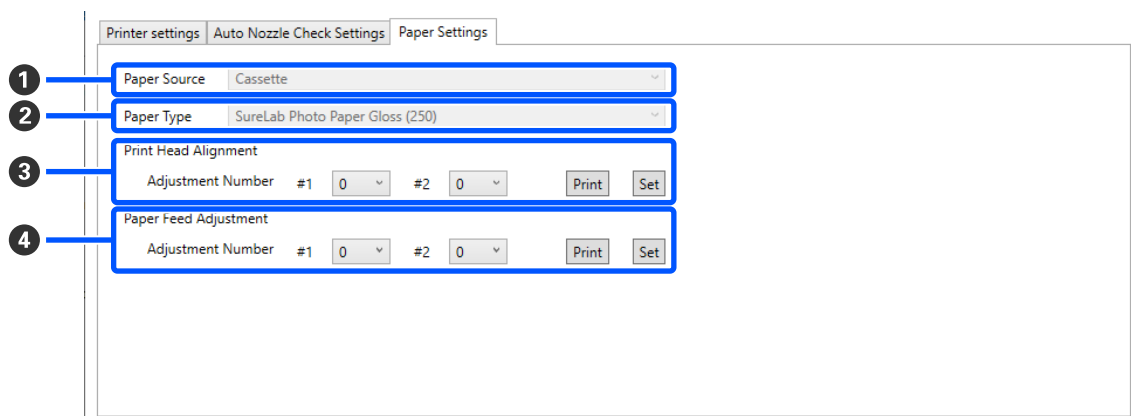 Printer settings Auto Nozzle Check Settings Paper Settings
1 Paper Source Cassette
2 Paper Type SureLab Photo Paper Gloss (250)
Print Head Alignment
3 Adjustment Number #1 0 #2 0 Print Set
Paper Feed Adjustment
4 Adjustment Number #1 0 #2 0 Print Set